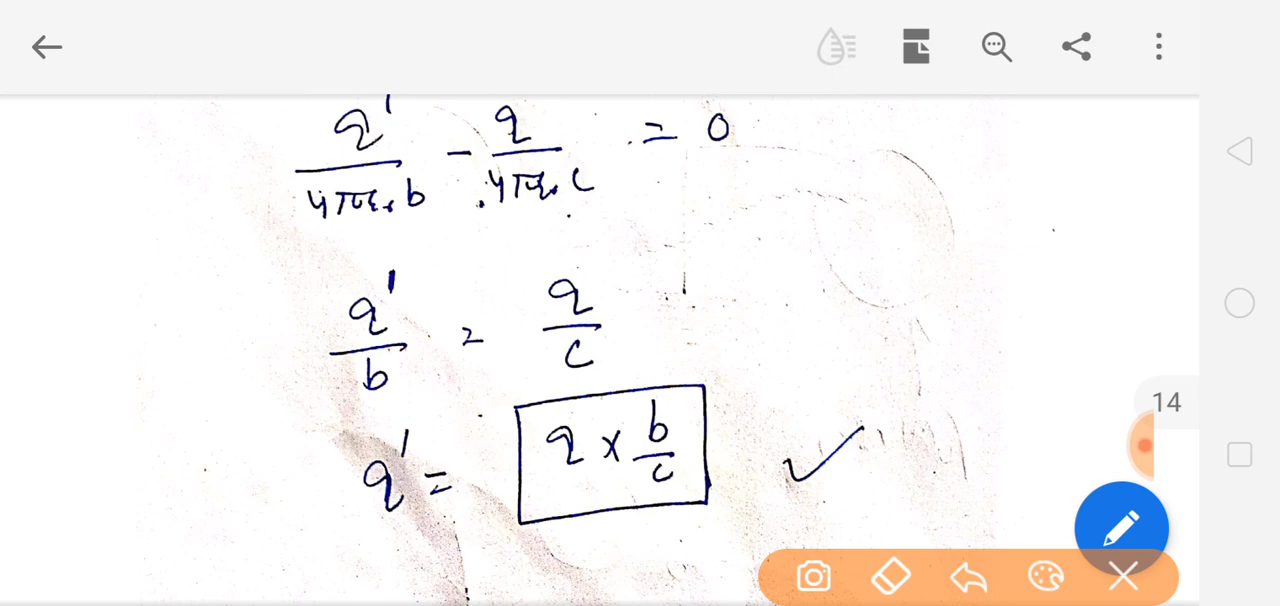 q'/4πε₀b - q/4πε₀c = 0
q'/b = q/c
14
q' = q × b/c